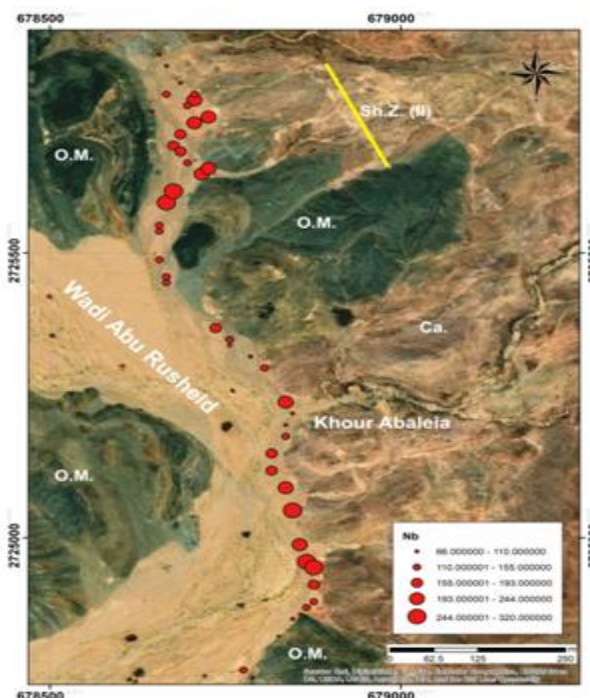 678500 679000
Sh.Z. (II)
O.M.
O.M.
2725500
Wadi Abu Rusheid
Ca.
Khour Abaleia
O.M.
2725000
Nb
66.000000 - 110.000000
110.000001 - 155.000000
155.000001 - 193.000000
193.000001 - 244.000000
244.000001 - 320.000000
0 62.5 125 250
O.M.
678500 679000